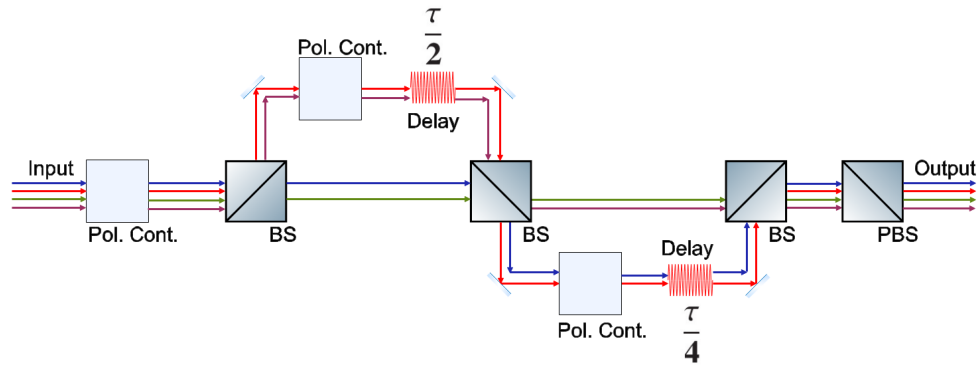 τ
2
Pol. Cont.
Delay
Input
Output
Pol. Cont.
BS
BS
BS
PBS
Delay
Pol. Cont.
τ
4